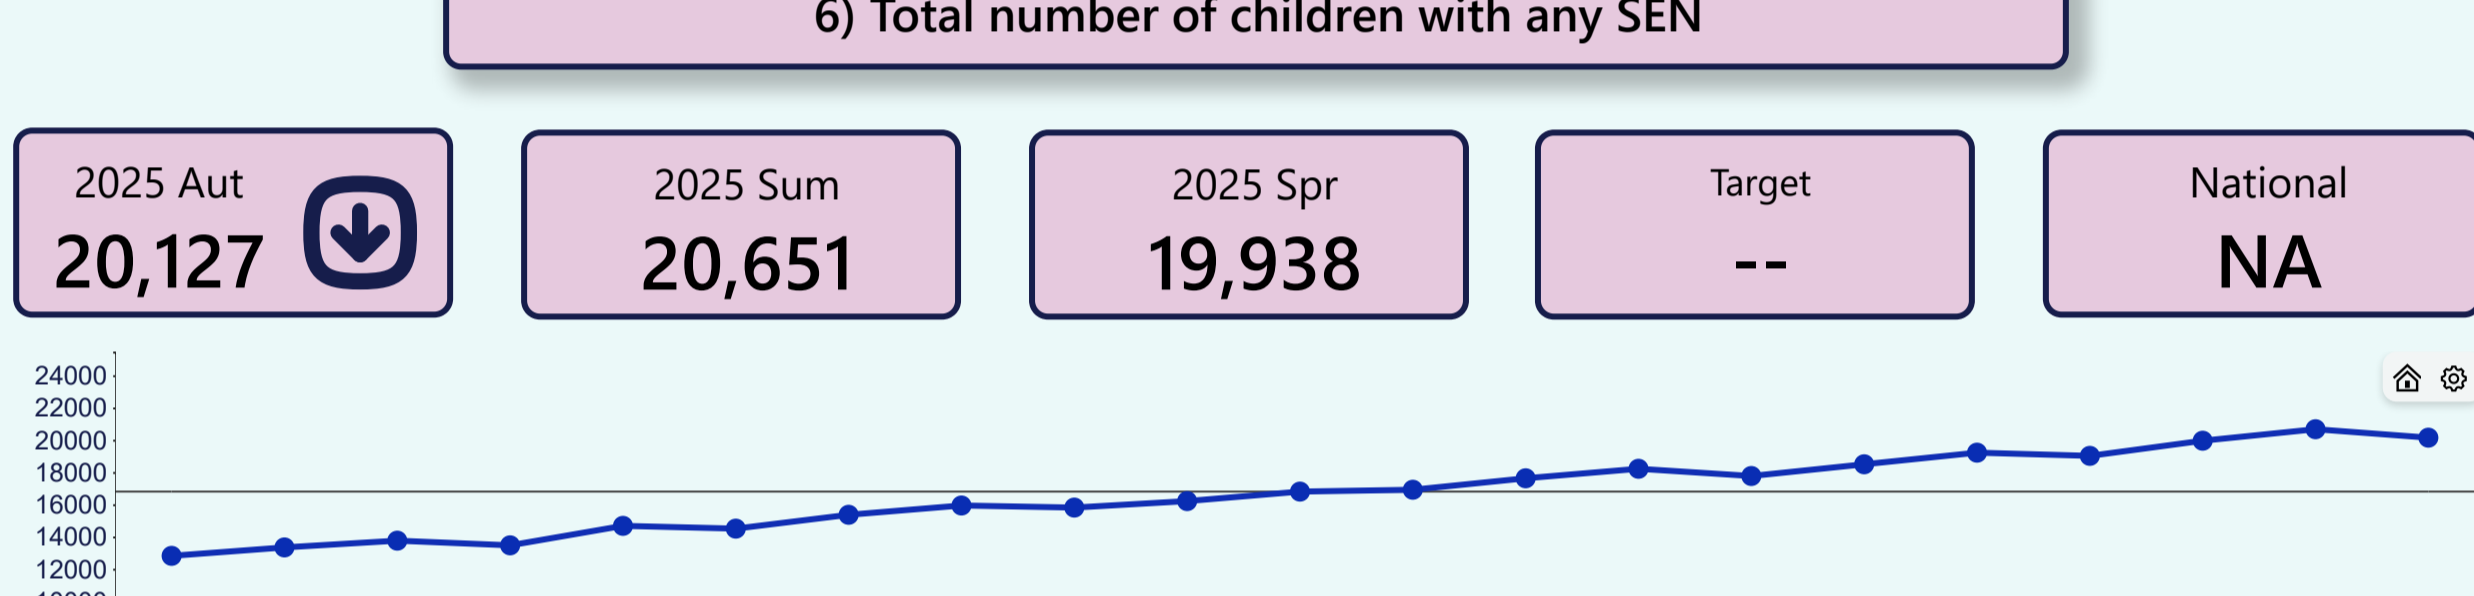 6) Total number of children with any SEN
2025 Aut
20,127
2025 Sum
20,651
2025 Spr
19,938
Target
--
National
NA
24000
22000
20000
18000
16000
14000
12000